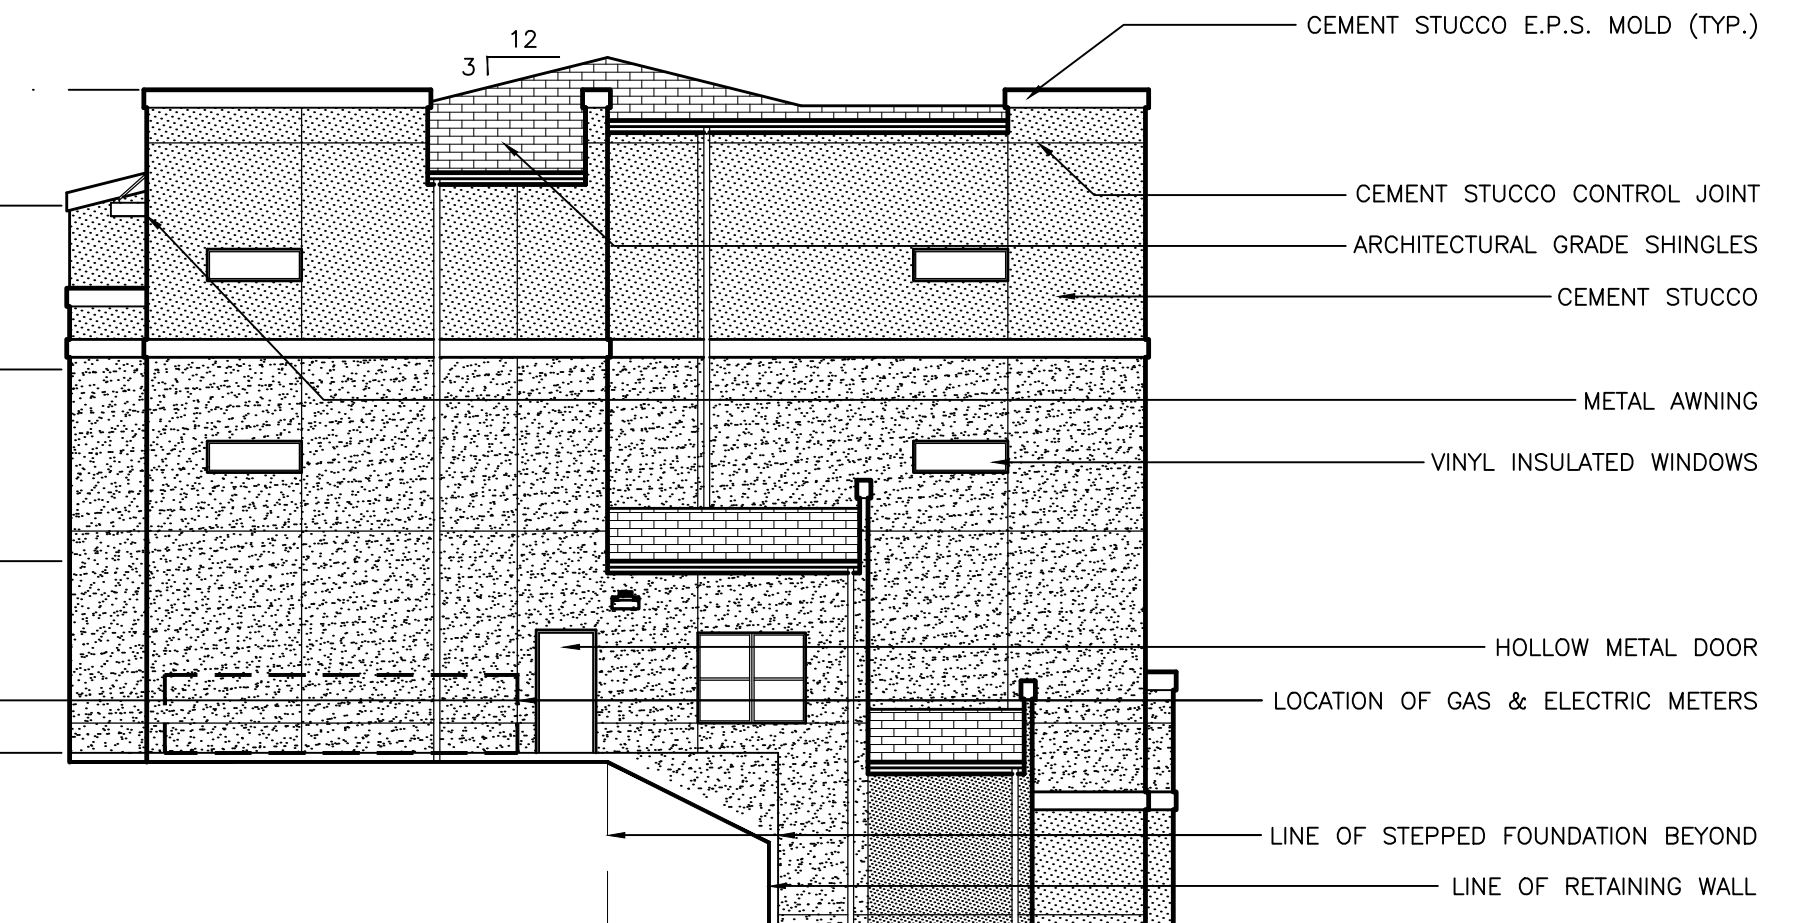 CEMENT STUCCO E.P.S. MOLD (TYP.)
12
3
CEMENT STUCCO CONTROL JOINT
ARCHITECTURAL GRADE SHINGLES
CEMENT STUCCO
METAL AWNING
VINYL INSULATED WINDOWS
HOLLOW METAL DOOR
LOCATION OF GAS & ELECTRIC METERS
LINE OF STEPPED FOUNDATION BEYOND
LINE OF RETAINING WALL